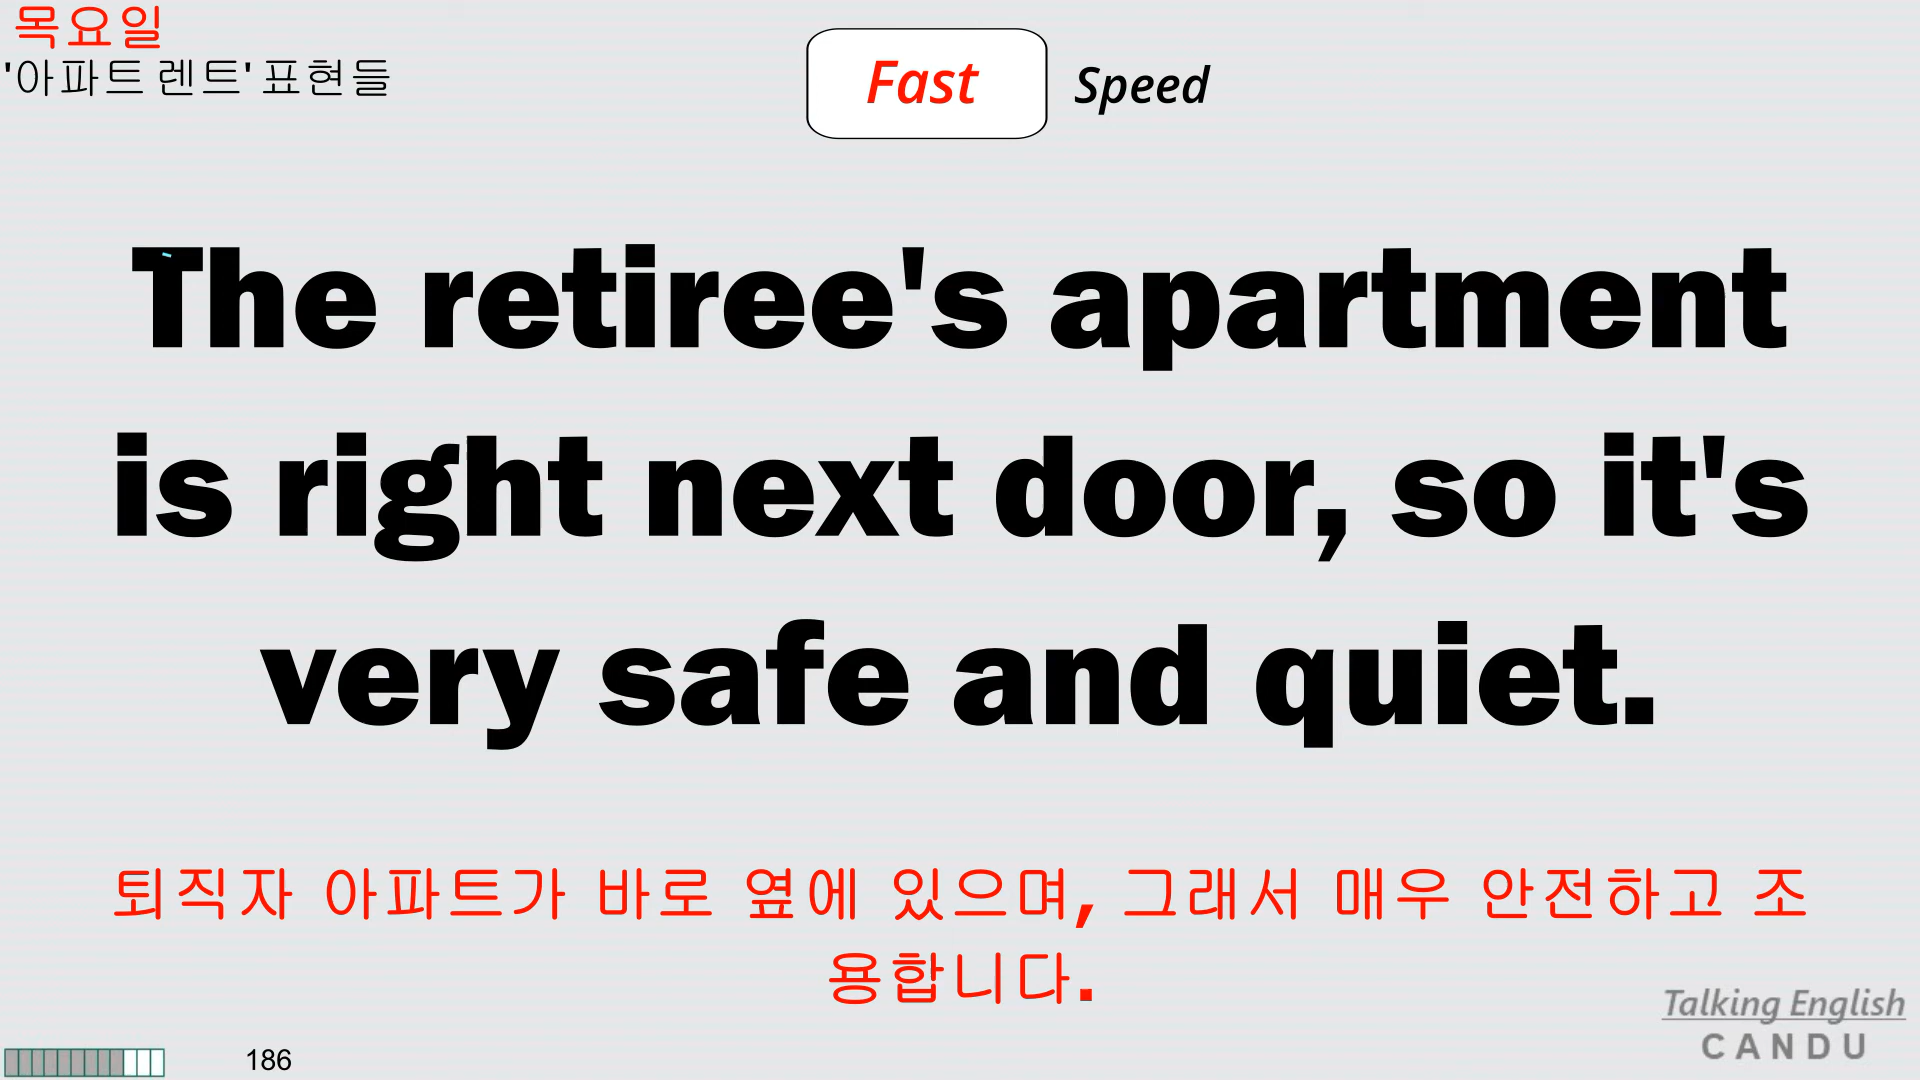 목요일
'아파트 렌트' 표현들
Fast Speed
The retiree's apartment
is right next door, so it's
very safe and quiet.
퇴직자 아파트가 바로 옆에 있으며, 그래서 매우 안전하고 조
용합니다.
Talking English
CANDU
186